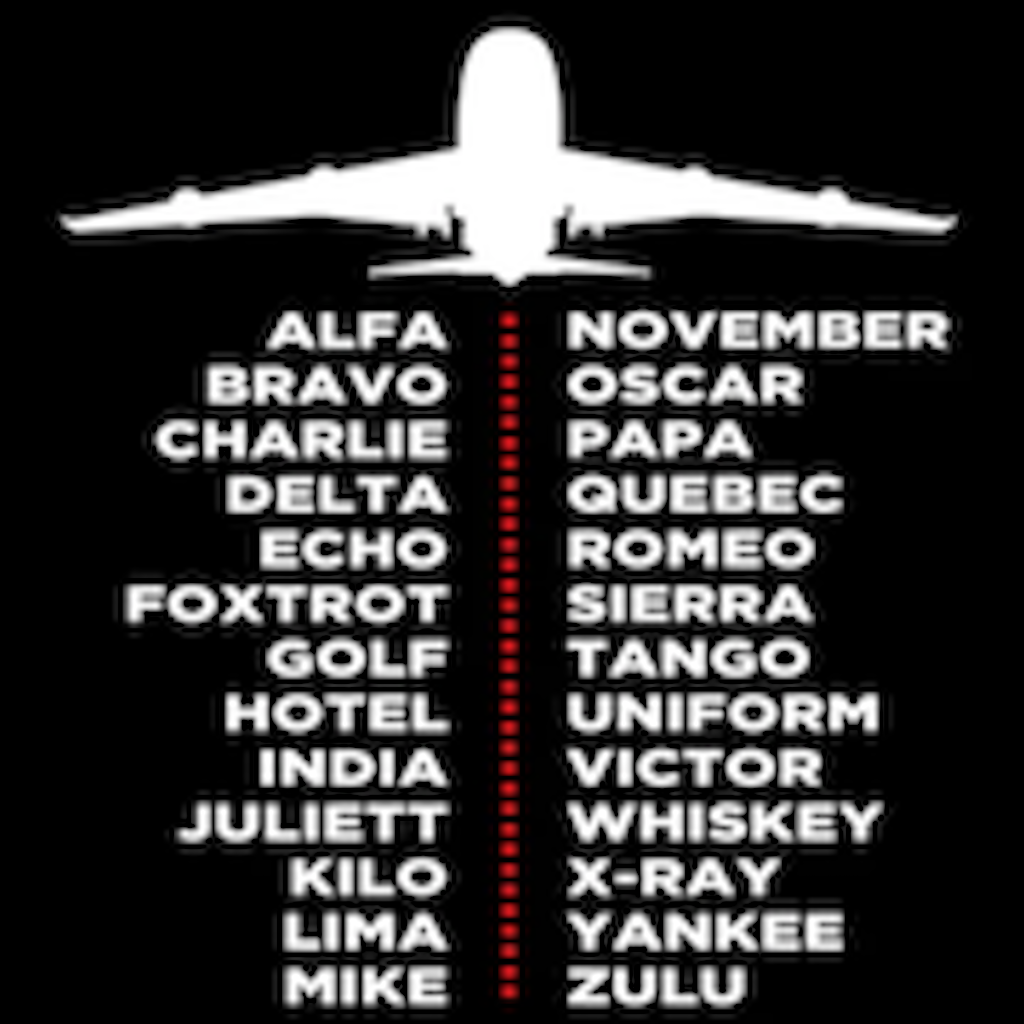 ALFA
BRAVO
CHARLIE
DELTA
ECHO
FOXTROT
GOLF
HOTEL
INDIA
JULIETT
KILO
LIMA
MIKE
NOVEMBER
OSCAR
PAPA
QUEBEC
ROMEO
SIERRA
TANGO
UNIFORM
VICTOR
WHISKEY
X-RAY
YANKEE
ZULU